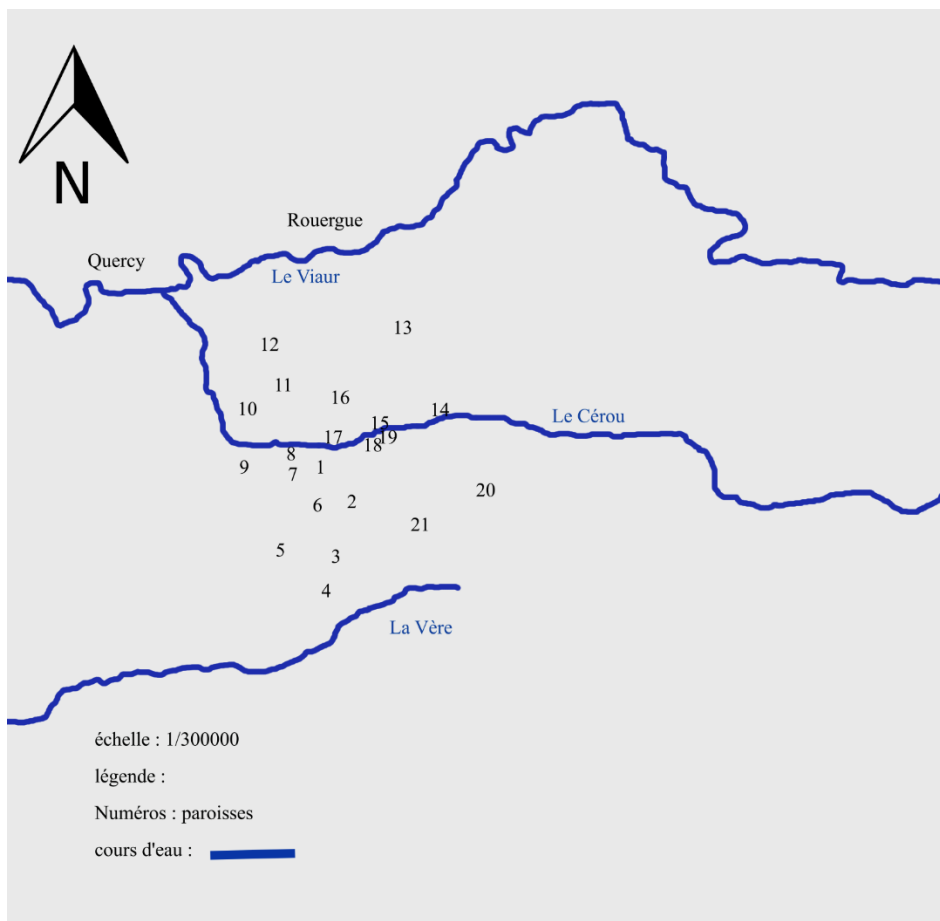 N
Rouergue
Quercy
Le Viaur
13
12
11
16
10
14
Le Cérou
15
17
19
18
8
9
1
7
20
2
6
21
5
3
4
La Vère
échelle : 1/300000
légende :
Numéros : paroisses
cours d'eau :